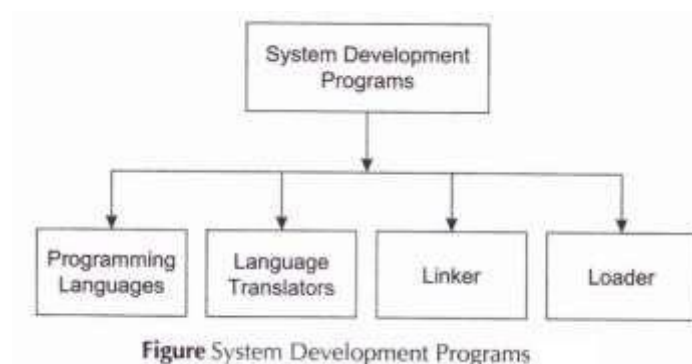 System Development
Programs
Programming
Languages
Language
Translators
Linker
Loader
Figure System Development Programs